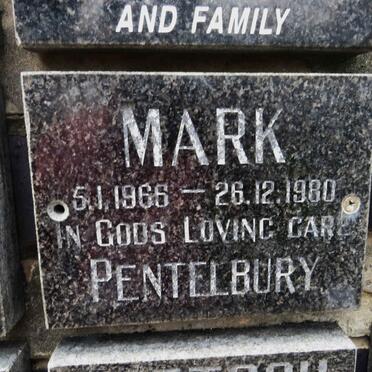 AND FAMILY
MARK
5.1.1966 — 26.12.1980
IN GODS LOVING CARE
PENTELBURY